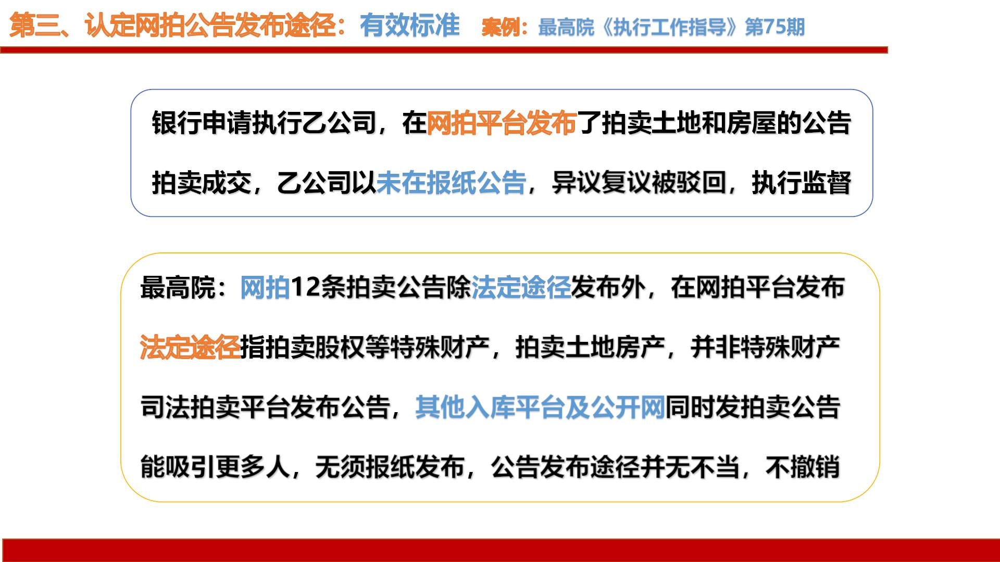 第三、认定网拍公告发布途径：有效标准 案例：最高院《执行工作指导》第75期
银行申请执行乙公司，在网拍平台发布了拍卖土地和房屋的公告
拍卖成交，乙公司以未在报纸公告，异议复议被驳回，执行监督
最高院：网拍12条拍卖公告除法定途径发布外，在网拍平台发布
法定途径指拍卖股权等特殊财产，拍卖土地房产，并非特殊财产
司法拍卖平台发布公告，其他入库平台及公开网同时发拍卖公告
能吸引更多人，无须报纸发布，公告发布途径并无不当，不撤销